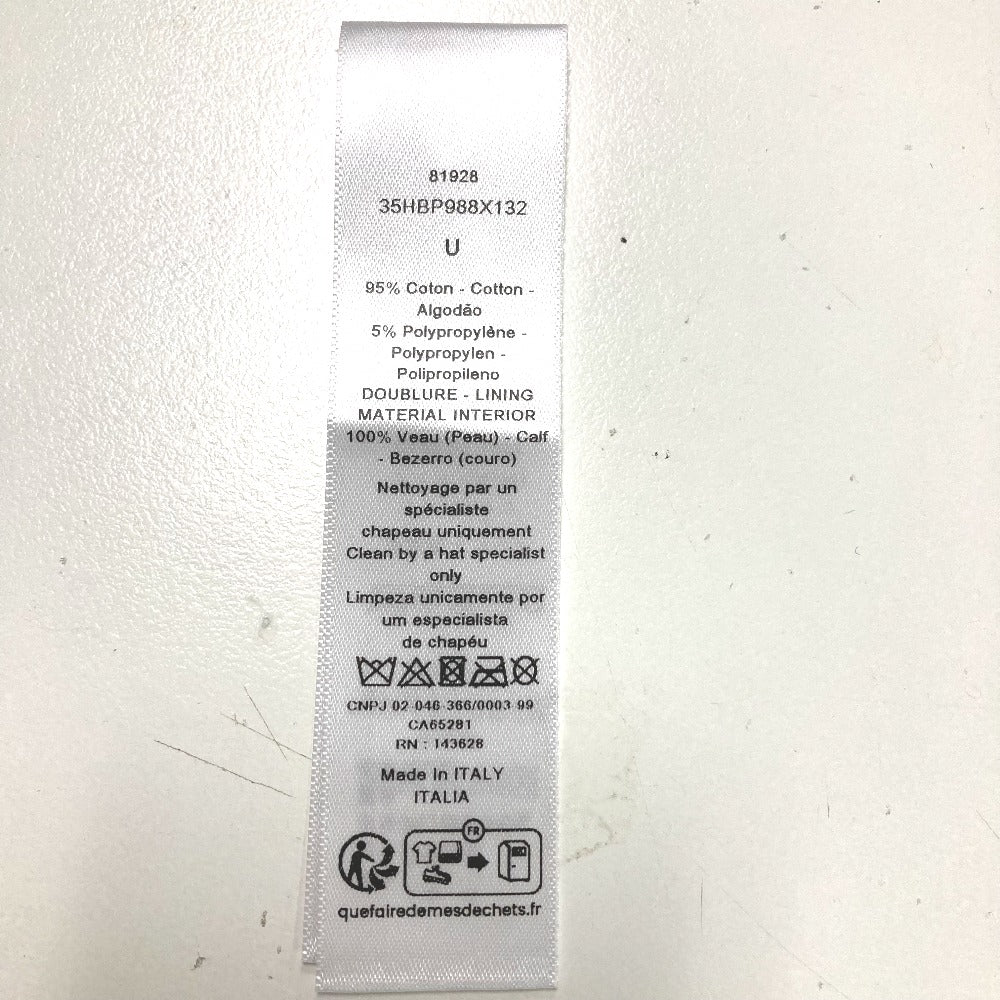 81928
35HBP988X132
U
95% Coton - Cotton -
Algodão
5% Polypropylène -
Polypropylen -
Polipropileno
DOUBLURE - LINING
MATERIAL INTERIOR
100% Veau (Peau) - Calf
- Bezerro (couro)
Nettoyage par un
spécialiste
chapeau uniquement
Clean by a hat specialist
only
Limpeza unicamente por
um especialista
de chapéu
CNPJ 02-046-366/0003-99
CA65281
RN : 143628
Made In ITALY
ITALIA
FR
quefairedemesdechets.fr